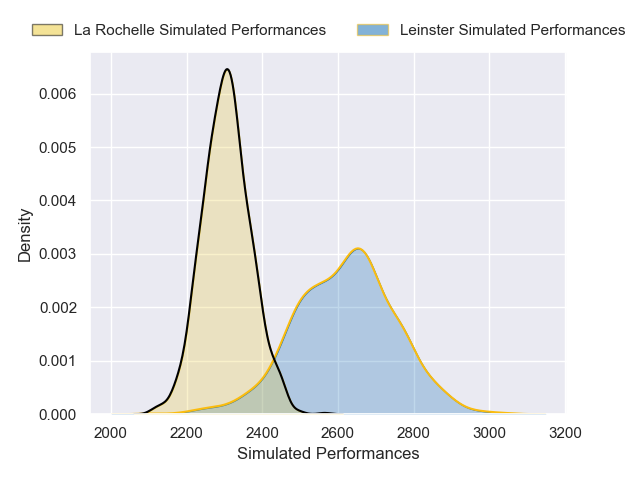 La Rochelle Simulated Performances Leinster Simulated Performances
0.006
0.005
0.004
0.003
0.002
0.001
0.000
Density
2000 2200 2400 2600 2800 3000 3200
Simulated Performances